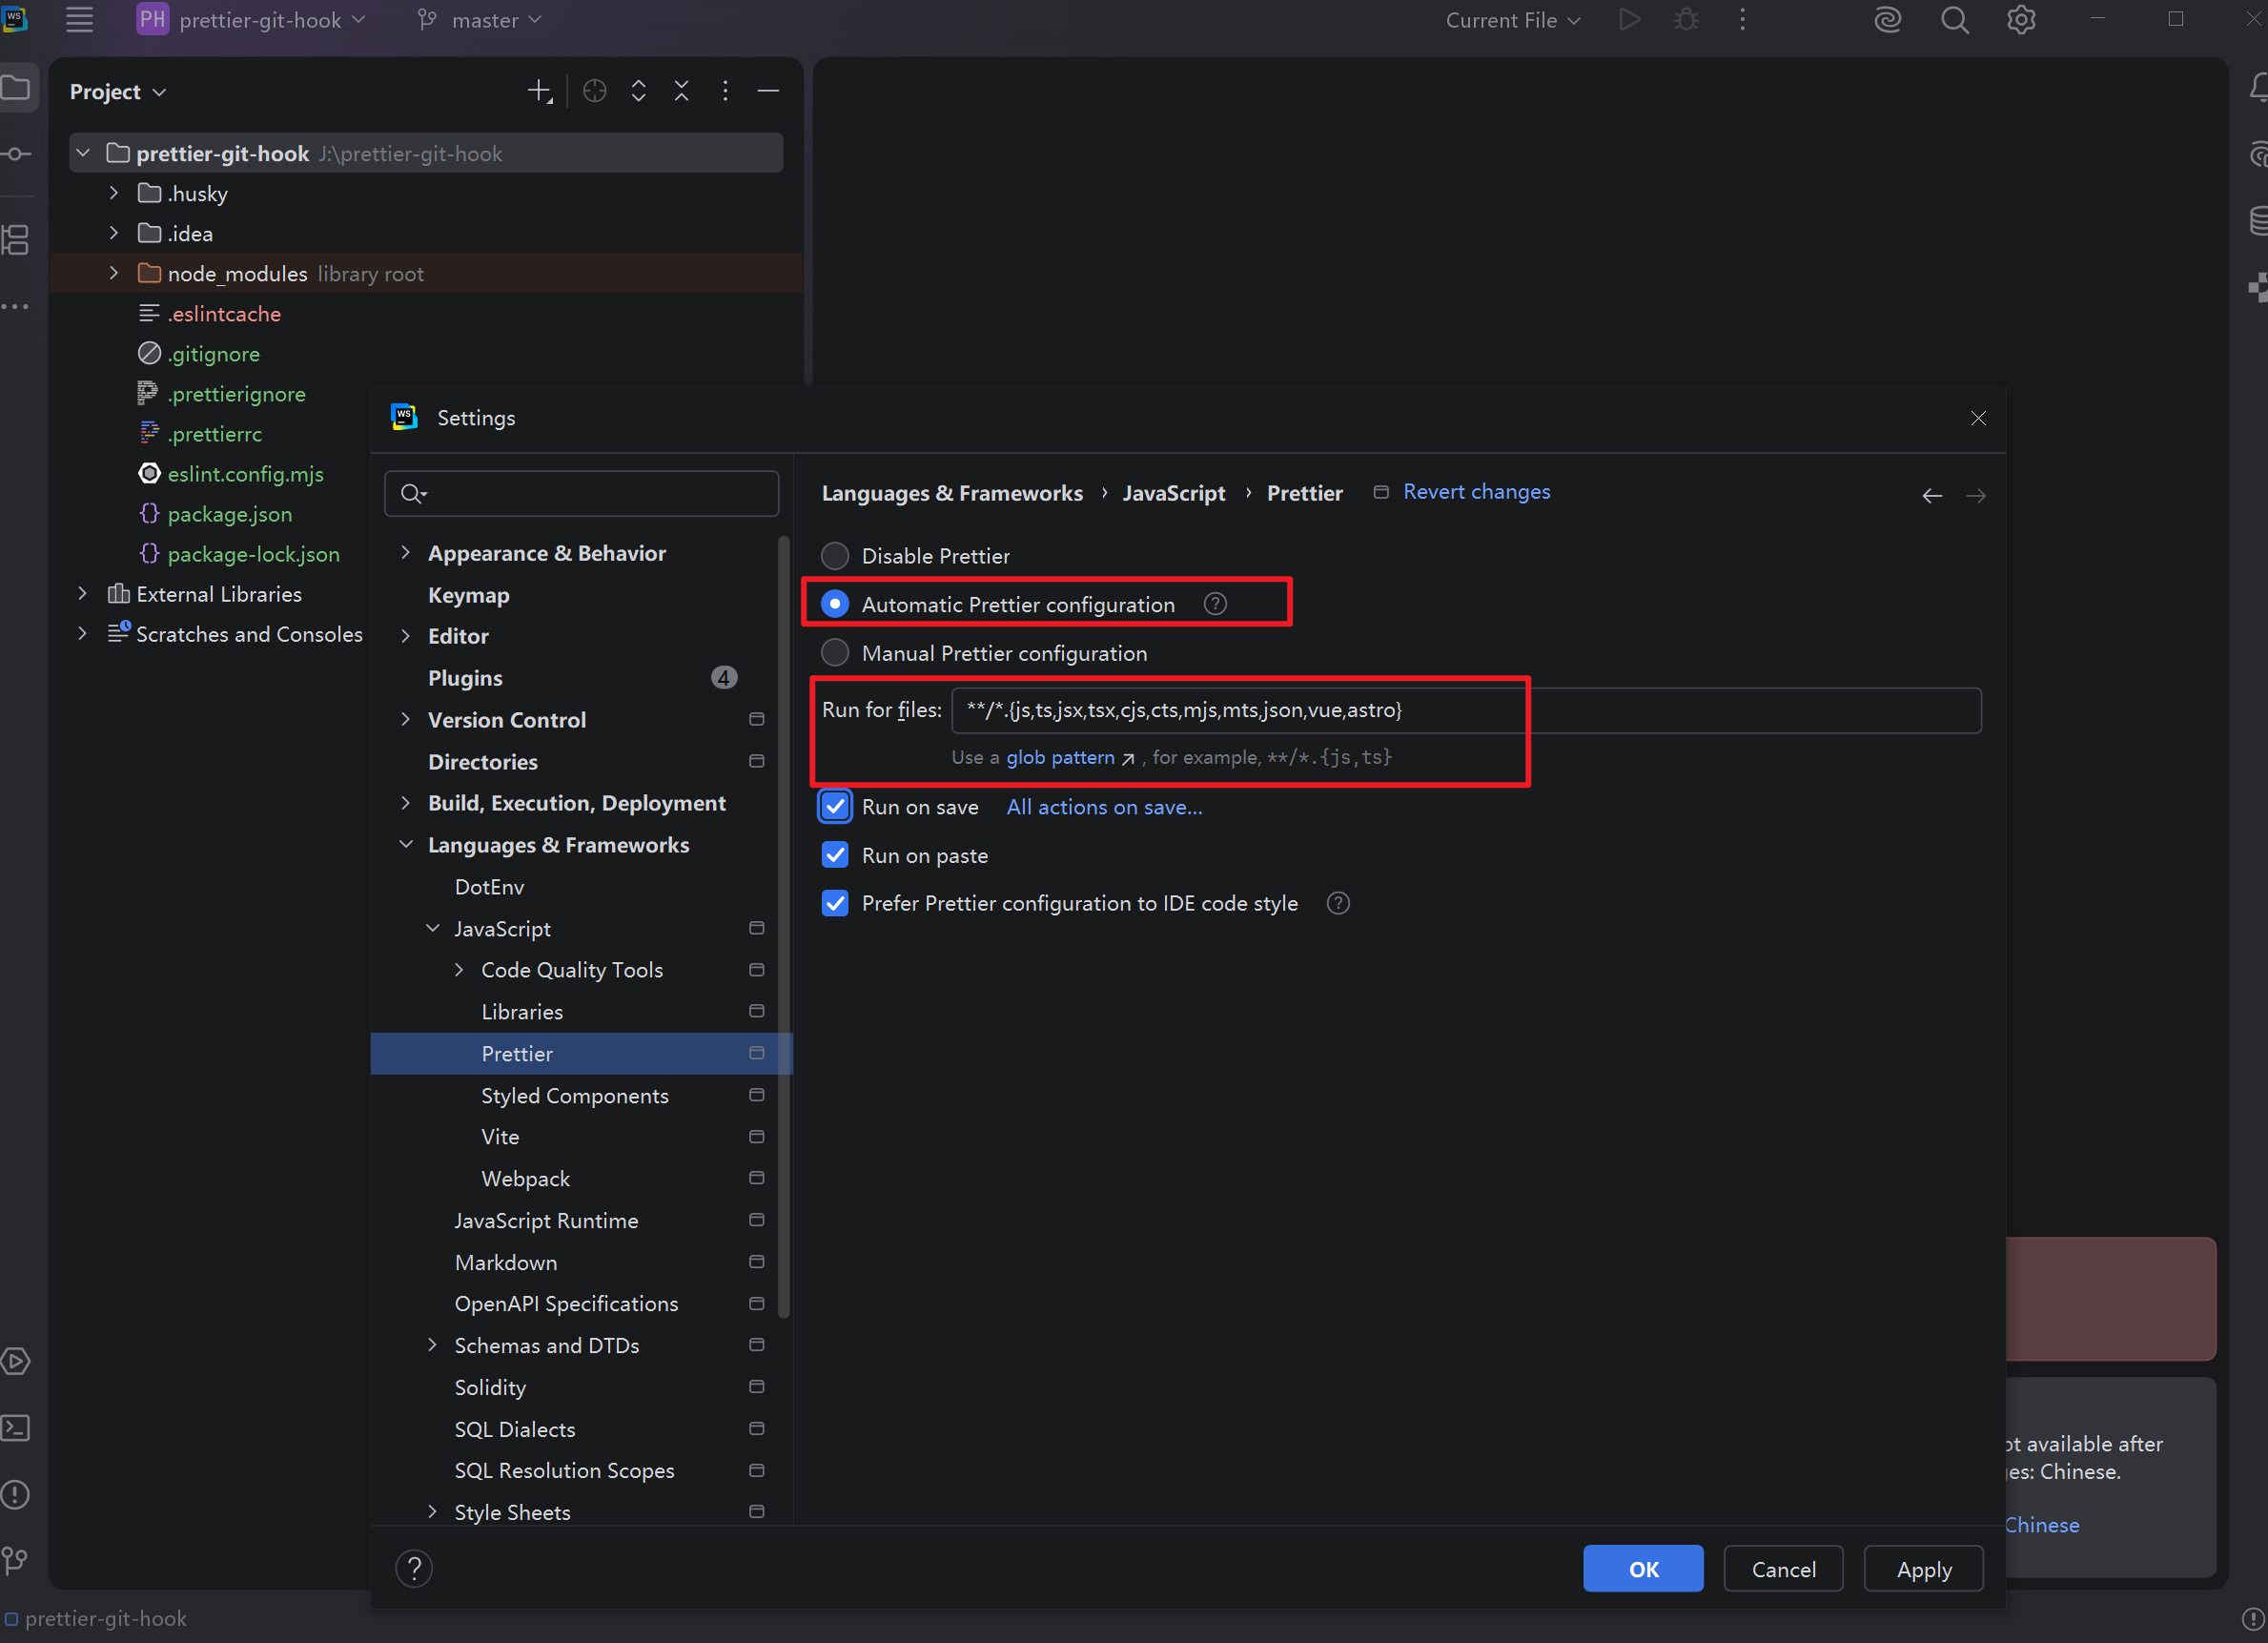 WS
PH prettier-git-hook
master
Current File
Project
prettier-git-hook J:\prettier-git-hook
.husky
.idea
node_modules library root
.eslintcache
.gitignore
.prettierignore
.prettierrc
eslint.config.mjs
package.json
package-lock.json
External Libraries
Scratches and Consoles
WS Settings
Appearance & Behavior
Keymap
Editor
Plugins 4
Version Control
Directories
Build, Execution, Deployment
Languages & Frameworks
DotEnv
JavaScript
Code Quality Tools
Libraries
Prettier
Styled Components
Vite
Webpack
JavaScript Runtime
Markdown
OpenAPI Specifications
Schemas and DTDs
Solidity
SQL Dialects
SQL Resolution Scopes
Style Sheets
Languages & Frameworks › JavaScript › Prettier Revert changes
Disable Prettier
Automatic Prettier configuration ?
Manual Prettier configuration
Run for files: **/*.{js,ts,jsx,tsx,cjs,cts,mjs,mts,json,vue,astro}
Use a glob pattern ↗ , for example, **/*.{js,ts}
Run on save All actions on save...
Run on paste
Prefer Prettier configuration to IDE code style ?
available after
Chinese.
Chinese
? OK Cancel Apply
prettier-git-hook